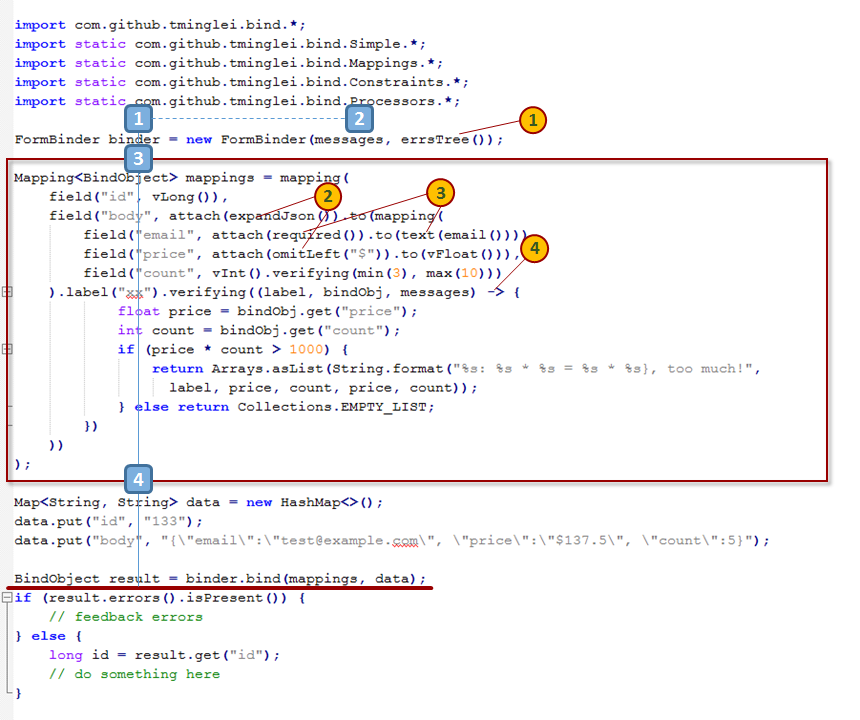 import com.github.tminglei.bind.*;
import static com.github.tminglei.bind.Simple.*;
import static com.github.tminglei.bind.Mappings.*;
import static com.github.tminglei.bind.Constraints.*;
import static com.github.tminglei.bind.Processors.*;
1 2 1
FormBinder binder = new FormBinder(messages, errsTree());
3
Mapping<BindObject> mappings = mapping(
2 3
field("id", vLong()),
field("body", attach(expandJson()).to(mapping(
field("email", attach(required()).to(text(email()))),
4
field("price", attach(omitLeft("$")).to(vFloat())),
field("count", vInt().verifying(min(3), max(10)))
).label("xx").verifying((label, bindObj, messages) -> {
float price = bindObj.get("price");
int count = bindObj.get("count");
if (price * count > 1000) {
return Arrays.asList(String.format("%s: %s * %s = %s * %s}, too much!",
label, price, count, price, count));
} else return Collections.EMPTY_LIST;
})
))
);
4
Map<String, String> data = new HashMap<>();
data.put("id", "133");
data.put("body", "{\"email\":\"test@example.com\", \"price\":\"$137.5\", \"count\":5}");
BindObject result = binder.bind(mappings, data);
if (result.errors().isPresent()) {
// feedback errors
} else {
long id = result.get("id");
// do something here
}